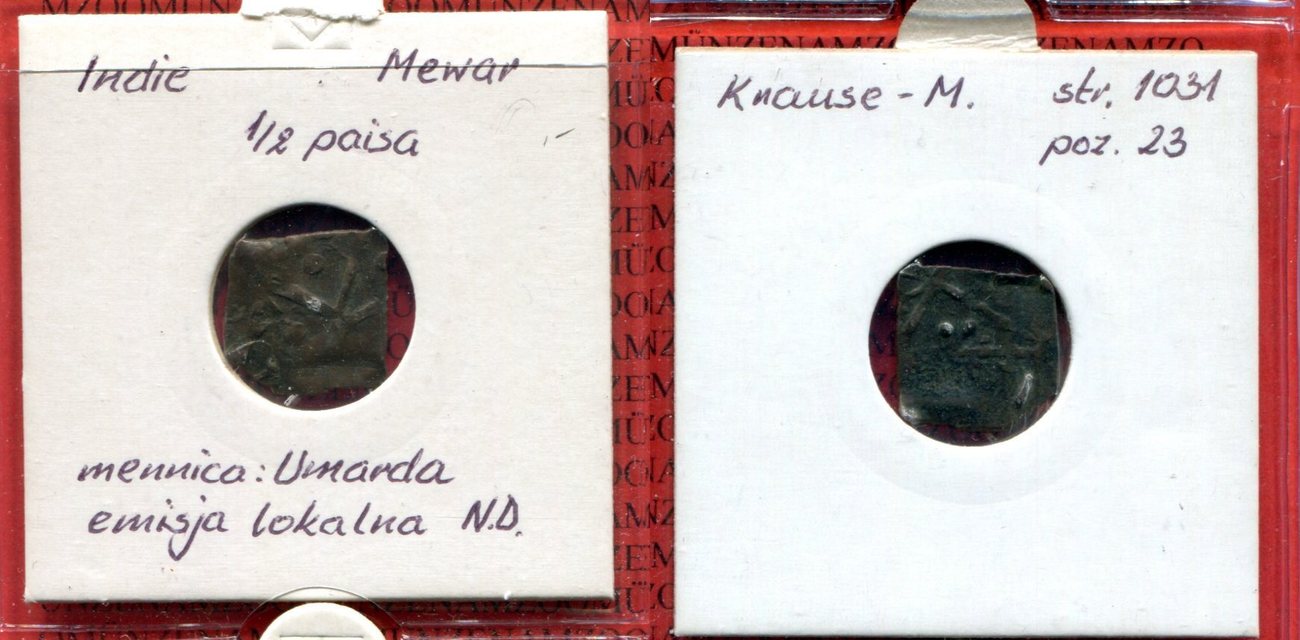 Indie Mewar
1/2 paisa
mennica: Umarda
emisja lokalna N.D.
Krause - M. str. 1031
poz. 23